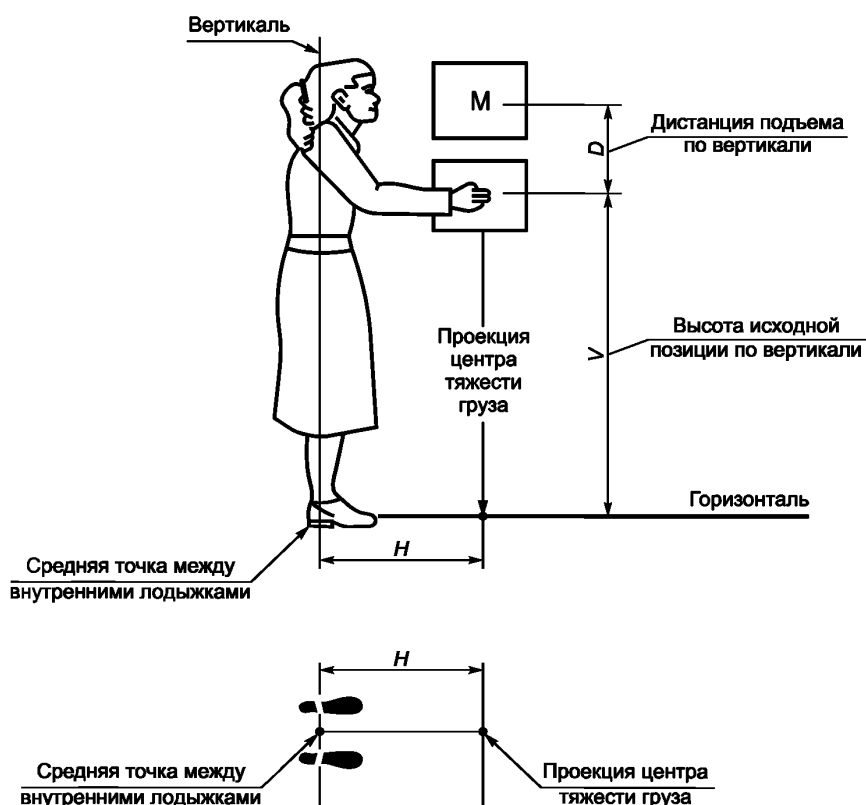 Вертикаль
M
D
Дистанция подъема
по вертикали
Проекция
центра
тяжести
груза
V
Высота исходной
позиции по вертикали
Горизонталь
H
Средняя точка между
внутренними лодыжками
H
Средняя точка между
внутренними лодыжками
Проекция центра
тяжести груза